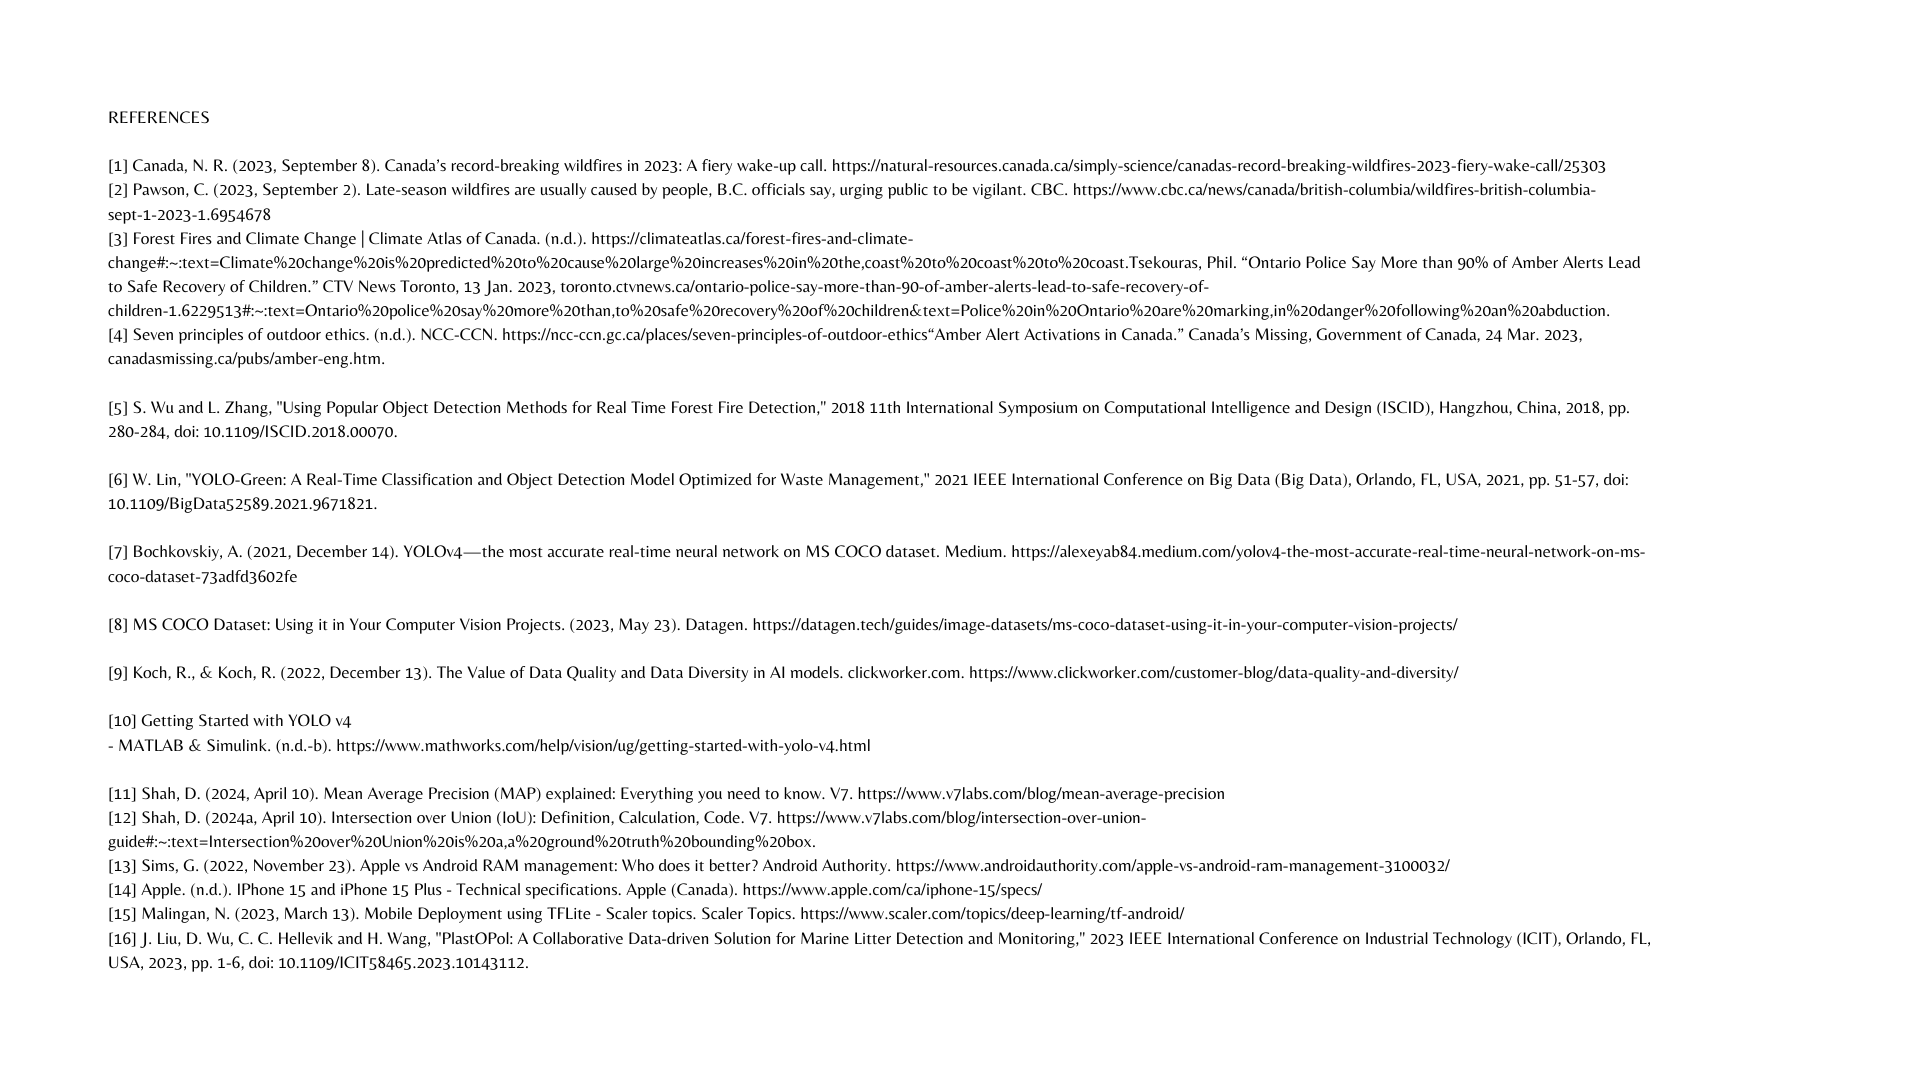 REFERENCES
[1] Canada, N. R. (2023, September 8). Canada’s record-breaking wildfires in 2023: A fiery wake-up call. https://natural-resources.canada.ca/simply-science/canadas-record-breaking-wildfires-2023-fiery-wake-call/25303
[2] Pawson, C. (2023, September 2). Late-season wildfires are usually caused by people, B.C. officials say, urging public to be vigilant. CBC. https://www.cbc.ca/news/canada/british-columbia/wildfires-british-columbia-
sept-1-2023-1.6954678
[3] Forest Fires and Climate Change | Climate Atlas of Canada. (n.d.). https://climateatlas.ca/forest-fires-and-climate-
change#:~:text=Climate%20change%20is%20predicted%20to%20cause%20large%20increases%20in%20the,coast%20to%20coast%20to%20coast.Tsekouras, Phil. “Ontario Police Say More than 90% of Amber Alerts Lead
to Safe Recovery of Children.” CTV News Toronto, 13 Jan. 2023, toronto.ctvnews.ca/ontario-police-say-more-than-90-of-amber-alerts-lead-to-safe-recovery-of-
children-1.6229513#:~:text=Ontario%20police%20say%20more%20than,to%20safe%20recovery%20of%20children&text=Police%20in%20Ontario%20are%20marking,in%20danger%20following%20an%20abduction.
[4] Seven principles of outdoor ethics. (n.d.). NCC-CCN. https://ncc-ccn.gc.ca/places/seven-principles-of-outdoor-ethics“Amber Alert Activations in Canada.” Canada’s Missing, Government of Canada, 24 Mar. 2023,
canadasmissing.ca/pubs/amber-eng.htm.
[5] S. Wu and L. Zhang, "Using Popular Object Detection Methods for Real Time Forest Fire Detection," 2018 11th International Symposium on Computational Intelligence and Design (ISCID), Hangzhou, China, 2018, pp.
280-284, doi: 10.1109/ISCID.2018.00070.
[6] W. Lin, "YOLO-Green: A Real-Time Classification and Object Detection Model Optimized for Waste Management," 2021 IEEE International Conference on Big Data (Big Data), Orlando, FL, USA, 2021, pp. 51-57, doi:
10.1109/BigData52589.2021.9671821.
[7] Bochkovskiy, A. (2021, December 14). YOLOv4—the most accurate real-time neural network on MS COCO dataset. Medium. https://alexeyab84.medium.com/yolov4-the-most-accurate-real-time-neural-network-on-ms-
coco-dataset-73adfd3602fe
[8] MS COCO Dataset: Using it in Your Computer Vision Projects. (2023, May 23). Datagen. https://datagen.tech/guides/image-datasets/ms-coco-dataset-using-it-in-your-computer-vision-projects/
[9] Koch, R., & Koch, R. (2022, December 13). The Value of Data Quality and Data Diversity in AI models. clickworker.com. https://www.clickworker.com/customer-blog/data-quality-and-diversity/
[10] Getting Started with YOLO v4
- MATLAB & Simulink. (n.d.-b). https://www.mathworks.com/help/vision/ug/getting-started-with-yolo-v4.html
[11] Shah, D. (2024, April 10). Mean Average Precision (MAP) explained: Everything you need to know. V7. https://www.v7labs.com/blog/mean-average-precision
[12] Shah, D. (2024a, April 10). Intersection over Union (IoU): Definition, Calculation, Code. V7. https://www.v7labs.com/blog/intersection-over-union-
guide#:~:text=Intersection%20over%20Union%20is%20a,a%20ground%20truth%20bounding%20box.
[13] Sims, G. (2022, November 23). Apple vs Android RAM management: Who does it better? Android Authority. https://www.androidauthority.com/apple-vs-android-ram-management-3100032/
[14] Apple. (n.d.). IPhone 15 and iPhone 15 Plus - Technical specifications. Apple (Canada). https://www.apple.com/ca/iphone-15/specs/
[15] Malingan, N. (2023, March 13). Mobile Deployment using TFLite - Scaler topics. Scaler Topics. https://www.scaler.com/topics/deep-learning/tf-android/
[16] J. Liu, D. Wu, C. C. Hellevik and H. Wang, "PlastOPol: A Collaborative Data-driven Solution for Marine Litter Detection and Monitoring," 2023 IEEE International Conference on Industrial Technology (ICIT), Orlando, FL,
USA, 2023, pp. 1-6, doi: 10.1109/ICIT58465.2023.10143112.